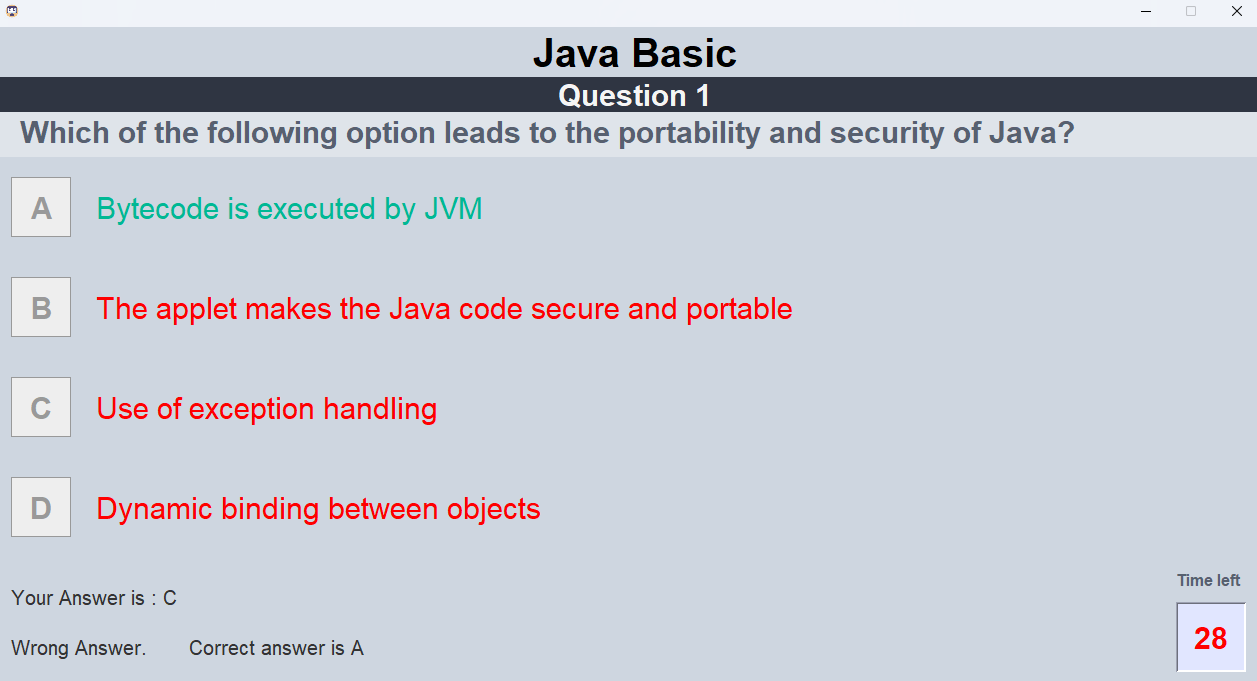 Java Basic
Question 1
Which of the following option leads to the portability and security of Java?
A Bytecode is executed by JVM
B The applet makes the Java code secure and portable
C Use of exception handling
D Dynamic binding between objects
Time left
Your Answer is : C
28
Wrong Answer. Correct answer is A